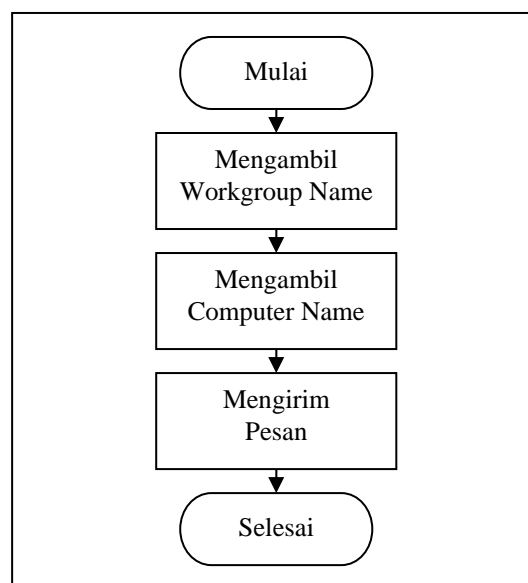 Mulai
Mengambil
Workgroup Name
Mengambil
Computer Name
Mengirim
Pesan
Selesai